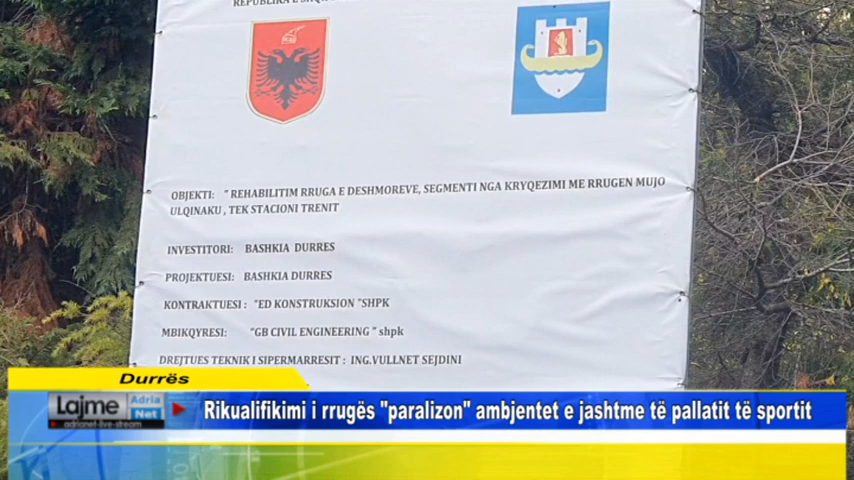 REPUBLIKA E
OBJEKTI: " REHABILITIM RRUGA E DESHMOREVE, SEGMENTI NGA KRYQEZIMI ME RRUGEN MUJO
ULQINAKU , TEK STACIONI TRENIT
INVESTITORI: BASHKIA DURRES
PROJEKTUESI: BASHKIA DURRES
KONTRAKTUESI : "ED KONSTRUKSION "SHPK
MBIKQYRESI: "GB CIVIL ENGINEERING " shpk
DREJTUES TEKNIK I SIPERMARRESIT : ING.VULLNET SEJDINI
Durrës
Lajme Adria Net
adrianet-live-stream
Rikualifikimi i rrugës "paralizon" ambjentet e jashtme të pallatit të sportit